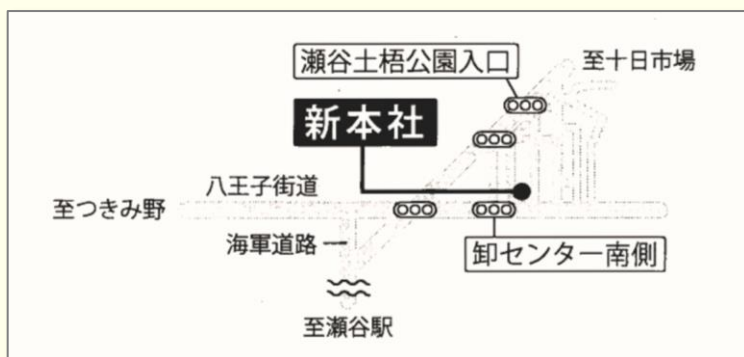 瀬谷土梧公園入口
至十日市場
新本社
八王子街道
至つきみ野
海軍道路
卸センター南側
至瀬谷駅